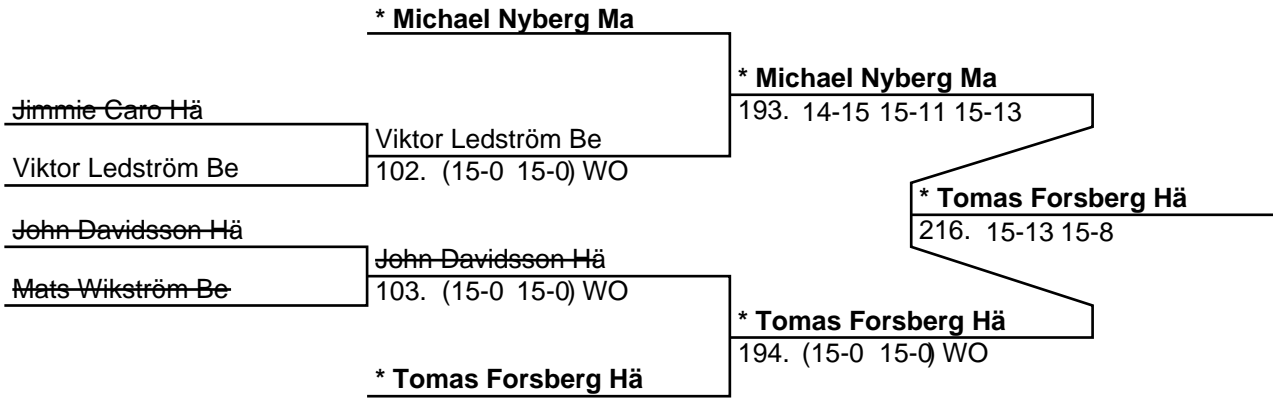 * Michael Nyberg Ma
* Michael Nyberg Ma
Jimmie Caro Hä
193. 14-15 15-11 15-13
Viktor Ledström Be
Viktor Ledström Be
102. (15-0 15-0) WO
* Tomas Forsberg Hä
John Davidsson Hä
216. 15-13 15-8
John Davidsson Hä
Mats Wikström Be
103. (15-0 15-0) WO
* Tomas Forsberg Hä
194. (15-0 15-0) WO
* Tomas Forsberg Hä